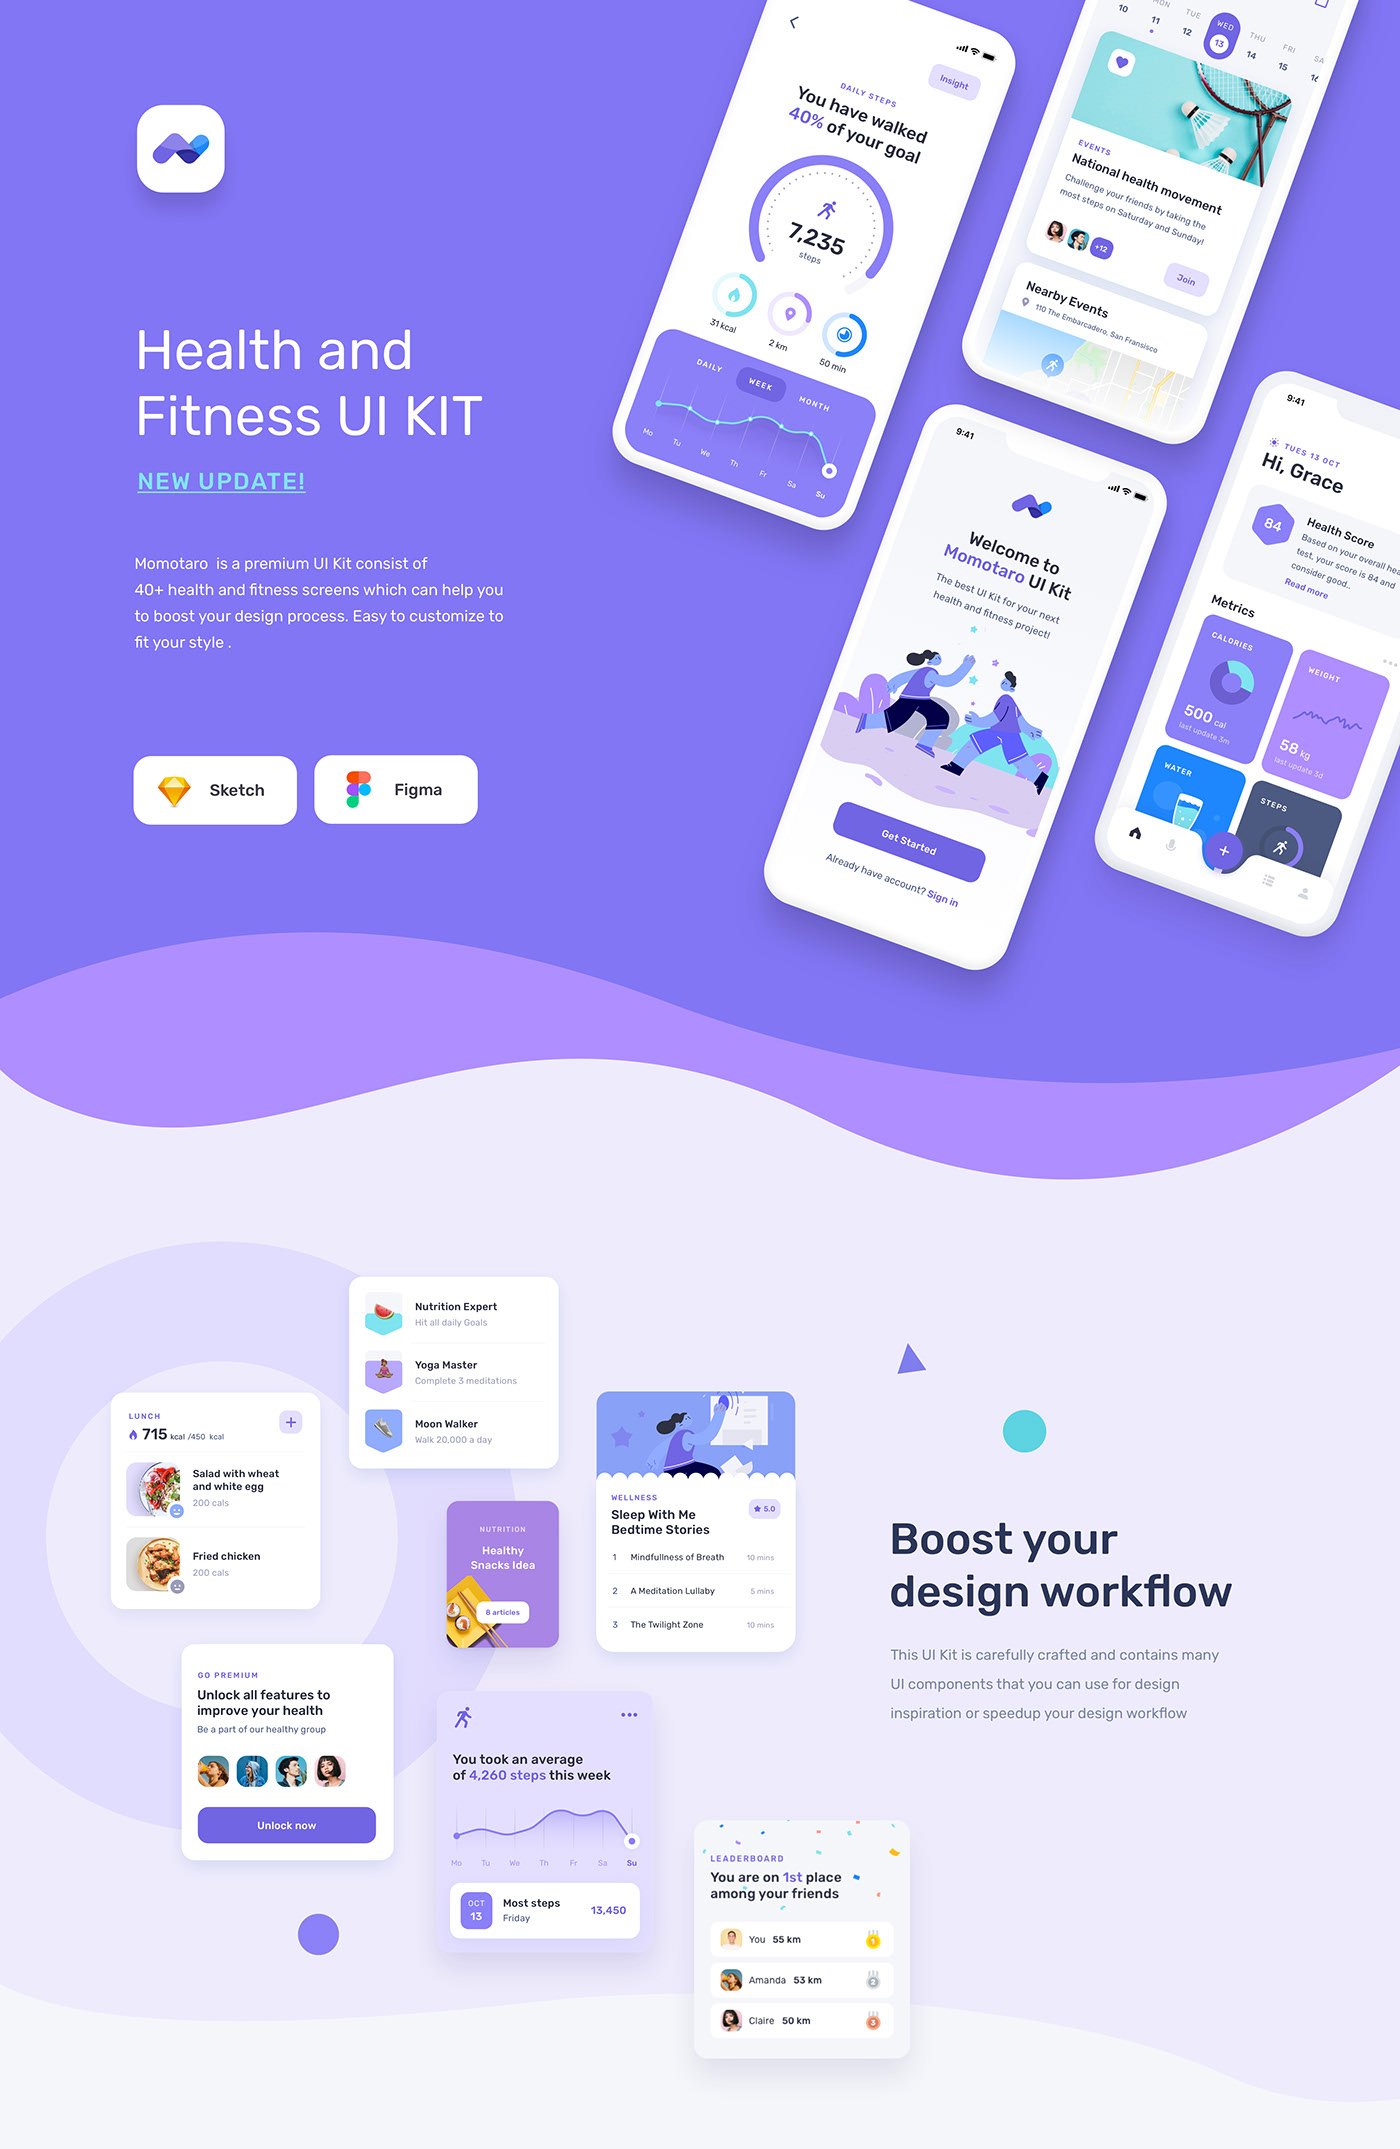 Health and
Fitness UI KIT
NEW UPDATE!
Momotaro is a premium UI Kit consist of
40+ health and fitness screens which can help you
to boost your design process. Easy to customize to
fit your style .
Sketch
Figma
Insight
DAILY STEPS
You have walked
40% of your goal
7,235
steps
31 kcal
2 km
50 min
DAILY
WEEK
MONTH
Mo
Tu
We
Th
Fr
Sa
Su
MON
TUE
WED
THU
FRI
SA
10
11
12
13
14
15
EVENTS
National health movement
Challenge your friends by taking the
most steps on Saturday and Sunday!
+12
Join
Nearby Events
110 The Embarcadero, San Fransisco
9:41
Welcome to
Momotaro UI Kit
The best UI Kit for your next
health and fitness project!
Get Started
Already have account? Sign in
9:41
TUES 13 OCT
Hi, Grace
84
Health Score
Based on your overall hea
test, your score is 84 and
consider good..
Read more
Metrics
CALORIES
500 cal
last update 3m
WEIGHT
58 kg
last update 3d
WATER
STEPS
Nutrition Expert
Hit all daily Goals
Yoga Master
Complete 3 meditations
Moon Walker
Walk 20,000 a day
LUNCH
715 kcal /450 kcal
Salad with wheat
and white egg
200 cals
Fried chicken
200 cals
NUTRITION
Healthy
Snacks Idea
8 articles
WELLNESS
Sleep With Me
Bedtime Stories
5.0
1 Mindfullness of Breath 10 mins
2 A Meditation Lullaby 5 mins
3 The Twilight Zone 10 mins
Boost your
design workflow
This UI Kit is carefully crafted and contains many
UI components that you can use for design
inspiration or speedup your design workflow
GO PREMIUM
Unlock all features to
improve your health
Be a part of our healthy group
Unlock now
You took an average
of 4,260 steps this week
Mo Tu We Th Fr Sa Su
OCT
13
Most steps
Friday
13,450
LEADERBOARD
You are on 1st place
among your friends
You 55 km 1
Amanda 53 km 2
Claire 50 km 3